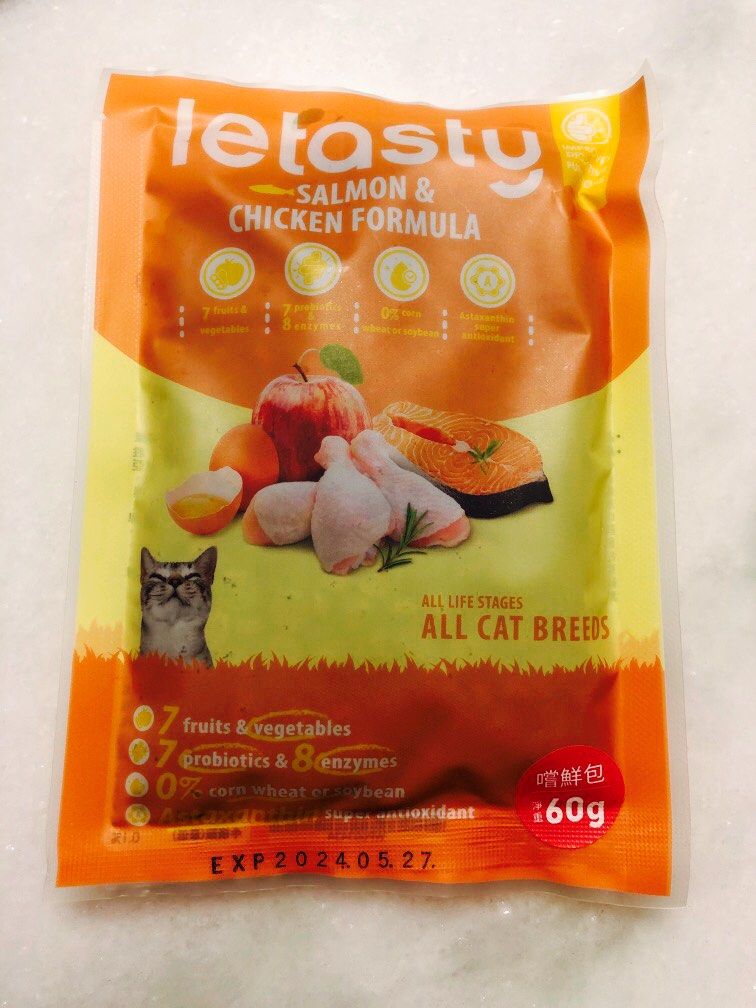 letasty
SALMON &
CHICKEN FORMULA
7 fruits &
vegetables
7 probiotics
&
8 enzymes
0% corn
wheat or soybean
A
Astaxanthin
super
antioxidant
ALL LIFE STAGES
ALL CAT BREEDS
7 fruits & vegetables
7 probiotics & 8 enzymes
0% corn wheat or soybean
Astaxanthin super antioxidant
嚐鮮包
淨重 60g
EXP 2024.05.27.